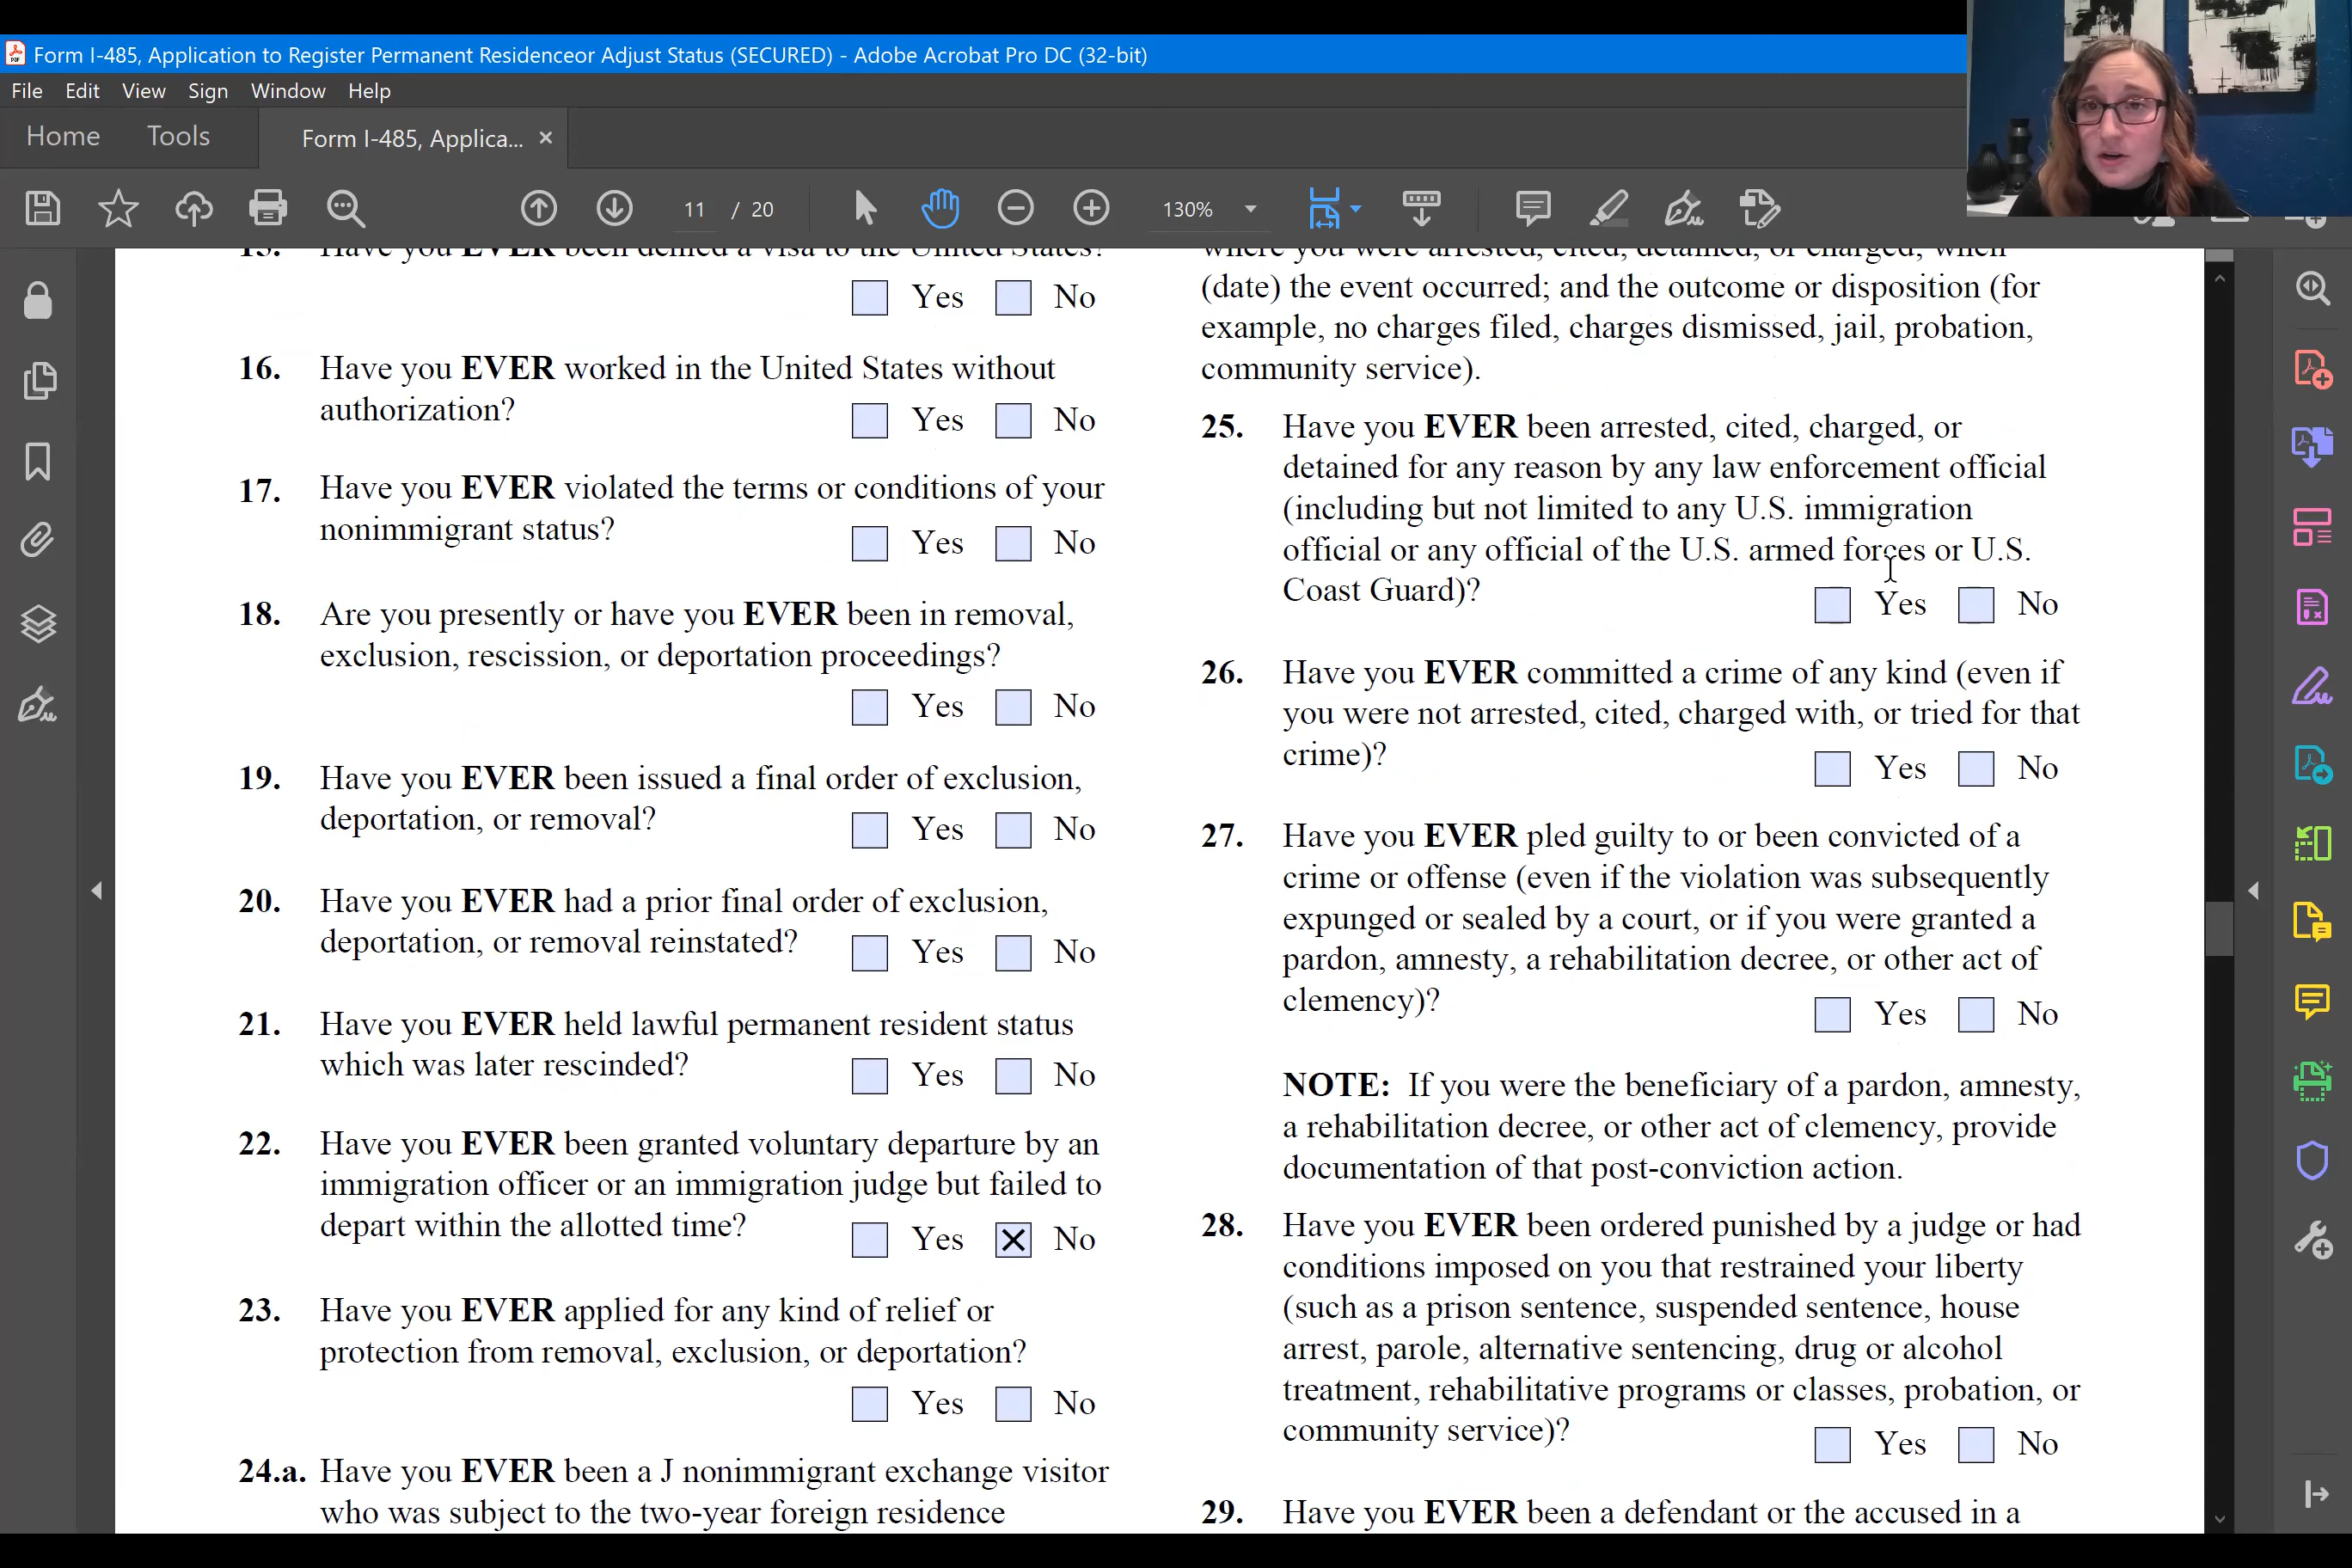 Form I-485, Application to Register Permanent Residenceor Adjust Status (SECURED) - Adobe Acrobat Pro DC (32-bit)
File Edit View Sign Window Help
Home Tools Form I-485, Applica... ×
11 / 20 130%
15. Have you EVER been denied a visa to the United States?
Yes No
16. Have you EVER worked in the United States without
authorization? Yes No
17. Have you EVER violated the terms or conditions of your
nonimmigrant status? Yes No
18. Are you presently or have you EVER been in removal,
exclusion, rescission, or deportation proceedings?
Yes No
19. Have you EVER been issued a final order of exclusion,
deportation, or removal? Yes No
20. Have you EVER had a prior final order of exclusion,
deportation, or removal reinstated? Yes No
21. Have you EVER held lawful permanent resident status
which was later rescinded? Yes No
22. Have you EVER been granted voluntary departure by an
immigration officer or an immigration judge but failed to
depart within the allotted time? Yes No
23. Have you EVER applied for any kind of relief or
protection from removal, exclusion, or deportation?
Yes No
24.a. Have you EVER been a J nonimmigrant exchange visitor
who was subject to the two-year foreign residence
where you were arrested, cited, detained, or charged; when
(date) the event occurred; and the outcome or disposition (for
example, no charges filed, charges dismissed, jail, probation,
community service).
25. Have you EVER been arrested, cited, charged, or
detained for any reason by any law enforcement official
(including but not limited to any U.S. immigration
official or any official of the U.S. armed forces or U.S.
Coast Guard)? Yes No
26. Have you EVER committed a crime of any kind (even if
you were not arrested, cited, charged with, or tried for that
crime)? Yes No
27. Have you EVER pled guilty to or been convicted of a
crime or offense (even if the violation was subsequently
expunged or sealed by a court, or if you were granted a
pardon, amnesty, a rehabilitation decree, or other act of
clemency)? Yes No
NOTE: If you were the beneficiary of a pardon, amnesty,
a rehabilitation decree, or other act of clemency, provide
documentation of that post-conviction action.
28. Have you EVER been ordered punished by a judge or had
conditions imposed on you that restrained your liberty
(such as a prison sentence, suspended sentence, house
arrest, parole, alternative sentencing, drug or alcohol
treatment, rehabilitative programs or classes, probation, or
community service)? Yes No
29. Have you EVER been a defendant or the accused in a